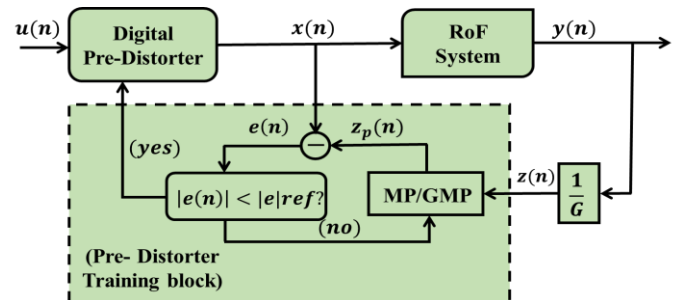 u(n)
Digital
Pre-Distorter
x(n)
RoF
System
y(n)
e(n)
z_p(n)
(yes)
−
z(n)
1
G
|e(n)| < |e|ref?
MP/GMP
(no)
(Pre- Distorter
Training block)